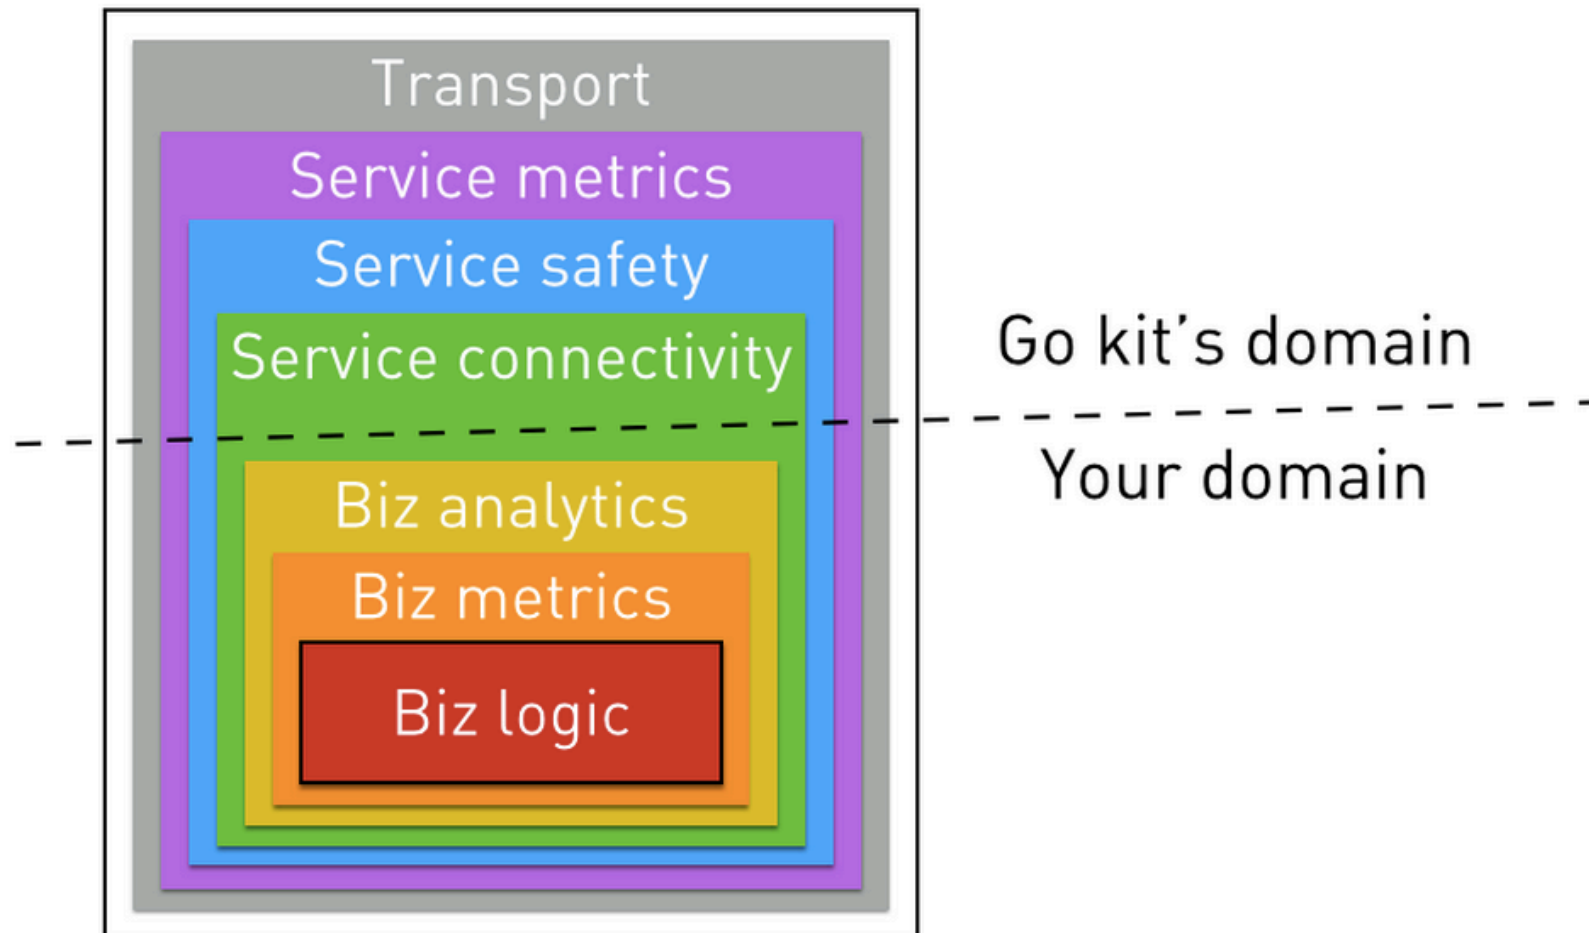 Transport
Service metrics
Service safety
Service connectivity
Go kit’s domain
Your domain
Biz analytics
Biz metrics
Biz logic